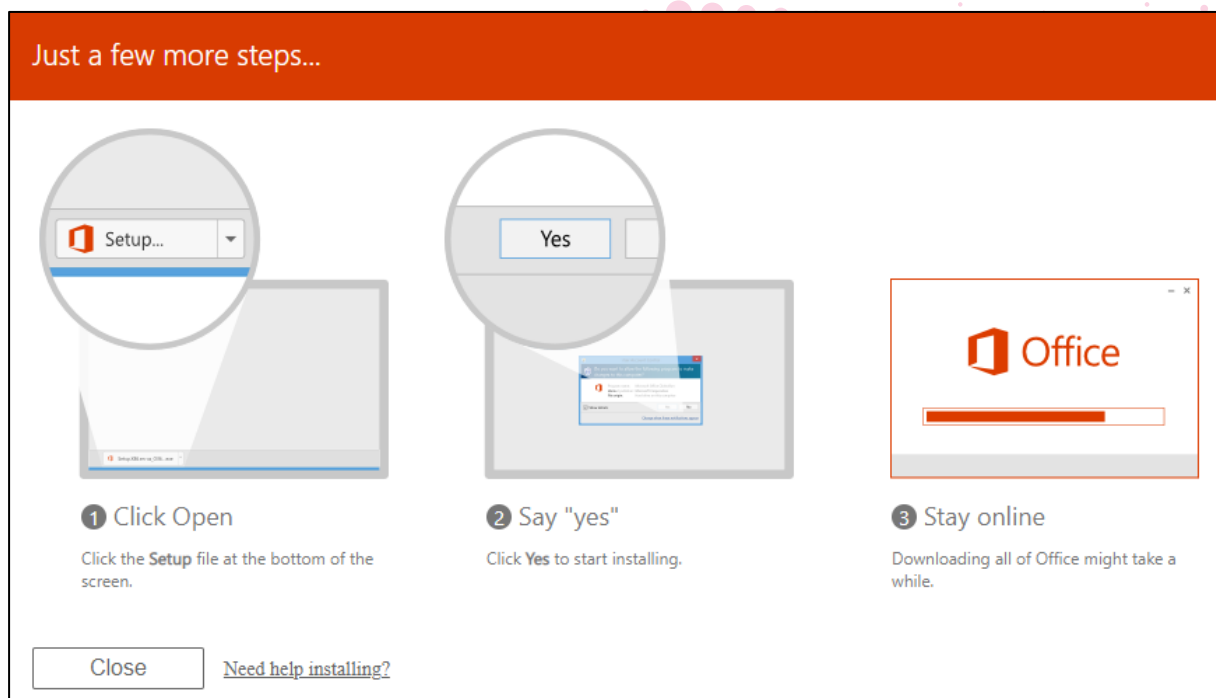 Just a few more steps...
Setup...
Yes
Office
1 Click Open
Click the Setup file at the bottom of the
screen.
2 Say "yes"
Click Yes to start installing.
3 Stay online
Downloading all of Office might take a
while.
Close
Need help installing?